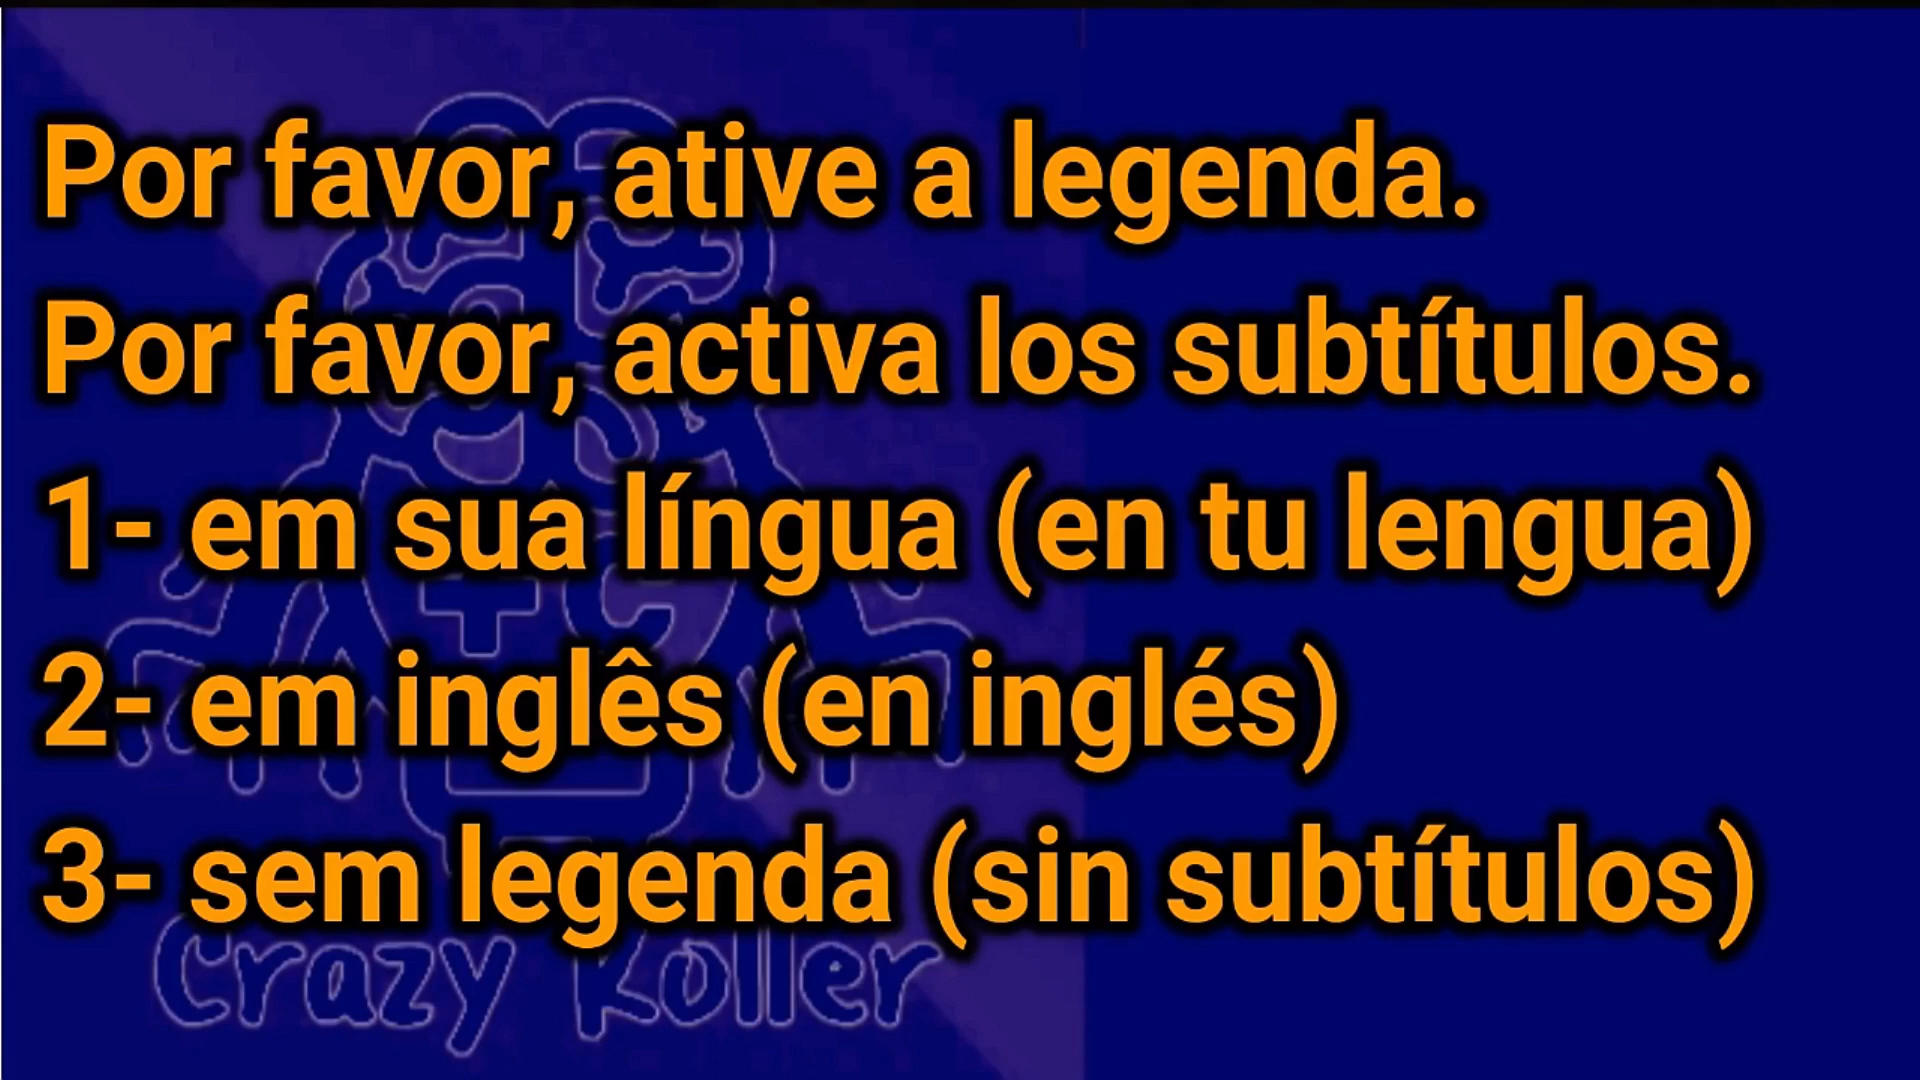 Por favor, ative a legenda.
Por favor, activa los subtítulos.
1- em sua língua (en tu lengua)
2- em inglês (en inglés)
3- sem legenda (sin subtítulos)
Crazy Koller